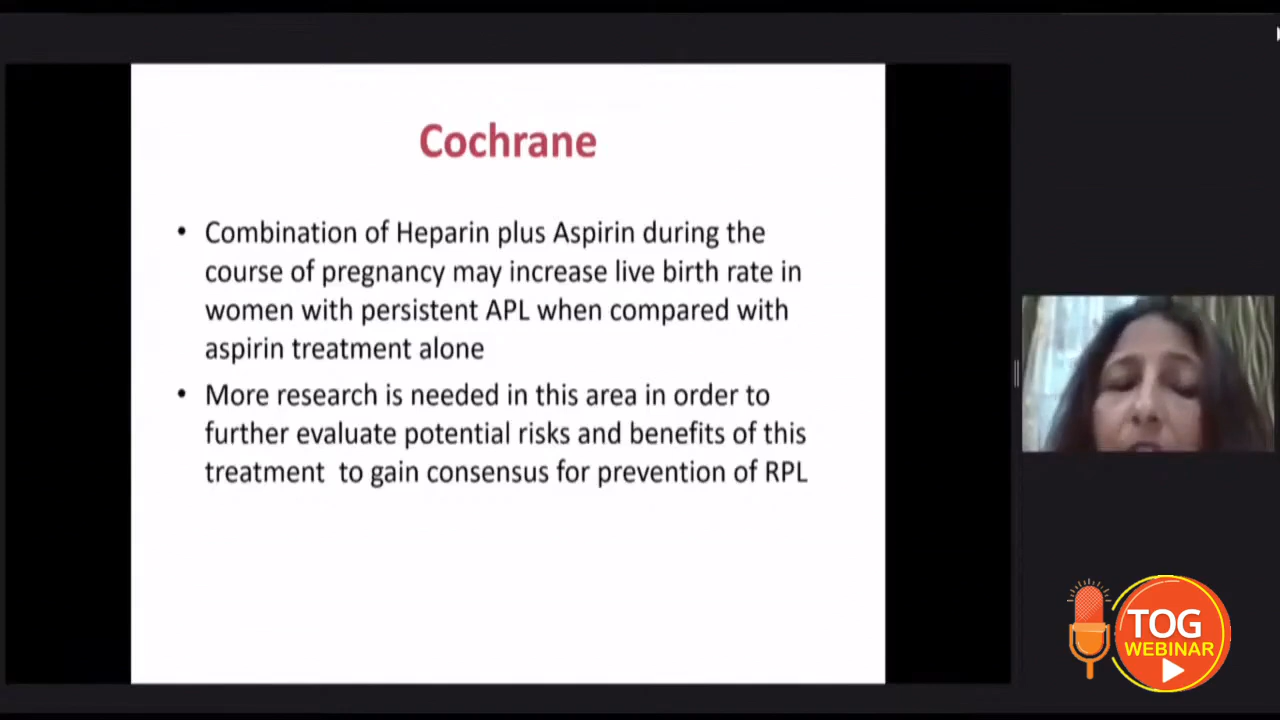 Cochrane
• Combination of Heparin plus Aspirin during the
course of pregnancy may increase live birth rate in
women with persistent APL when compared with
aspirin treatment alone
• More research is needed in this area in order to
further evaluate potential risks and benefits of this
treatment  to gain consensus for prevention of RPL
TOG
WEBINAR